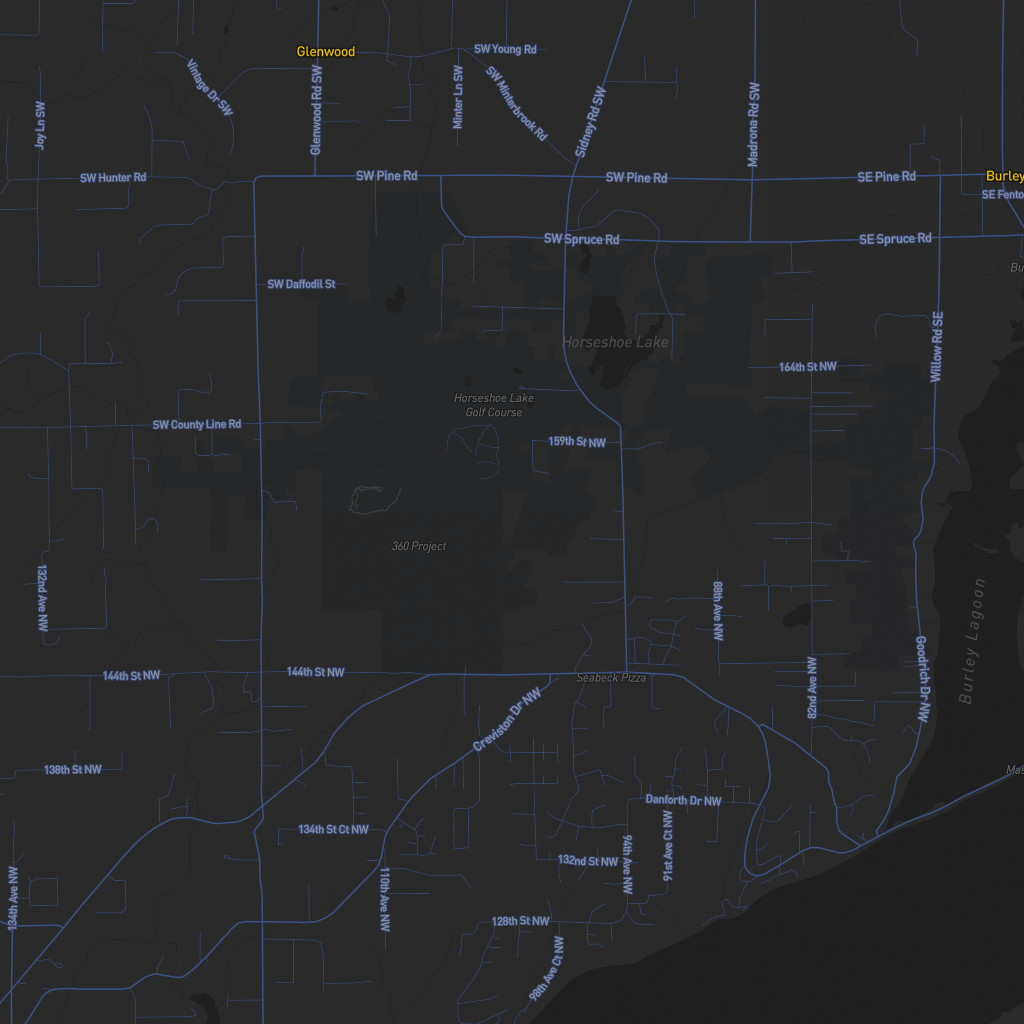 Glenwood
SW Young Rd
Vintage Dr SW
Glenwood Rd SW
Minter Ln SW
SW Minterbrook Rd
Sidney Rd SW
Madrona Rd SW
Joy Ln SW
SW Hunter Rd
SW Pine Rd
SW Pine Rd
SE Pine Rd
Burley
SE Fento
SW Spruce Rd
SE Spruce Rd
Bu
SW Daffodil St
Horseshoe Lake
Willow Rd SE
164th St NW
Horseshoe Lake
Golf Course
SW County Line Rd
159th St NW
360 Project
132nd Ave NW
88th Ave NW
Burley Lagoon
Goodrich Dr NW
82nd Ave NW
144th St NW
144th St NW
Seabeck Pizza
Creviston Dr NW
138th St NW
Mas
Danforth Dr NW
134th St Ct NW
91st Ave Ct NW
94th Ave NW
132nd St NW
134th Ave NW
110th Ave NW
128th St NW
98th Ave Ct NW